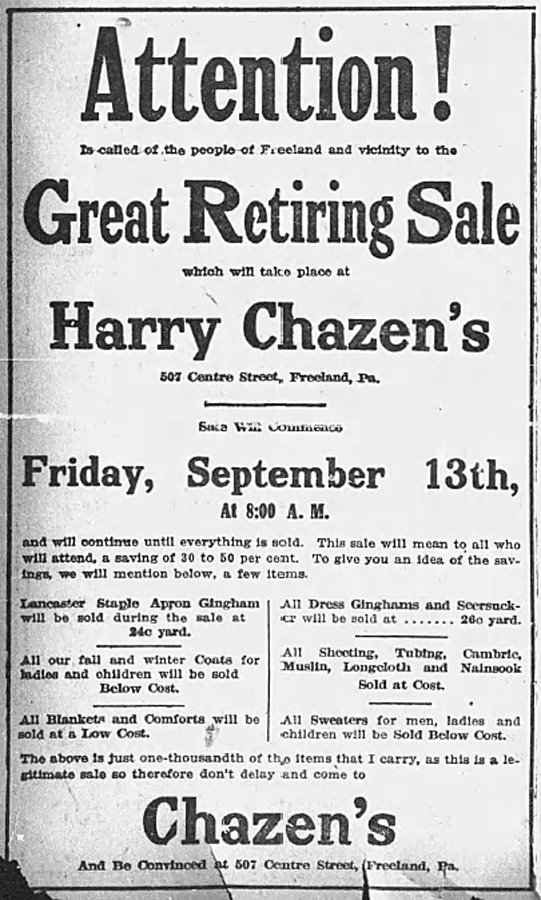 Attention!
Is called of the people of Freeland and vicinity to the
Great Retiring Sale
which will take place at
Harry Chazen's
507 Centre Street, Freeland, Pa.
Sale Will Commence
Friday, September 13th,
At 8:00 A. M.
and will continue until everything is sold. This sale will mean to all who
will attend, a saving of 30 to 50 per cent. To give you an idea of the sav-
ings, we will mention below, a few items.
Lancaster Staple Apron Gingham
will be sold during the sale at
24c yard.
All our fall and winter Coats for
ladies and children will be sold
Below Cost.
All Blankets and Comforts will be
sold at a Low Cost.
All Dress Ginghams and Seersuck-
er will be sold at ....... 26c yard.
All Sheeting, Tubing, Cambric,
Muslin, Longcloth and Nainsook
Sold at Cost.
All Sweaters for men, ladies and
children will be Sold Below Cost.
The above is just one-thousandth of the items that I carry, as this is a le-
gitimate sale so therefore don't delay and come to
Chazen's
And Be Convinced at 507 Centre Street, Freeland, Pa.